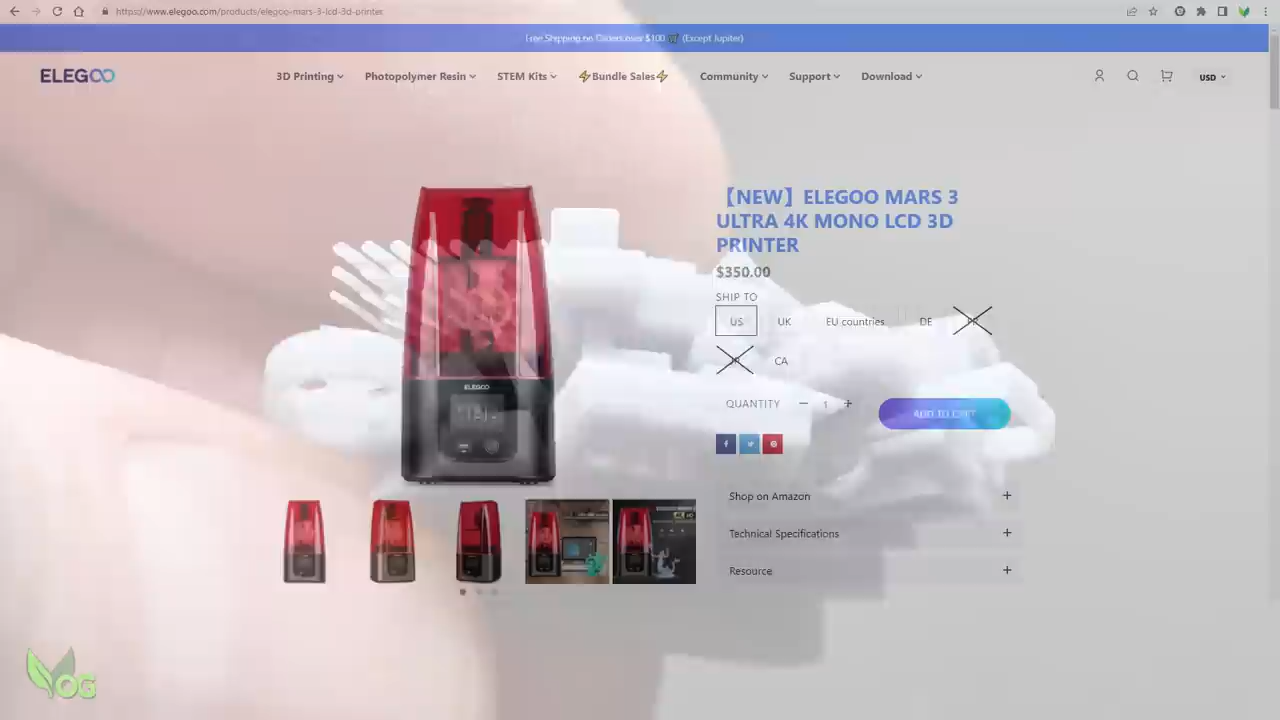 https://www.elegoo.com/products/elegoo-mars-3-lcd-3d-printer
Free Shipping on Orders over $100 🛒 (Except Jupiter)
ELEGOO
3D Printing
Photopolymer Resin
STEM Kits
⚡Bundle Sales⚡
Community
Support
Download
USD
【NEW】ELEGOO MARS 3
ULTRA 4K MONO LCD 3D
PRINTER
$350.00
SHIP TO
US
UK
EU countries
DE
CA
QUANTITY
1
ADD TO CART
ELEGOO
Shop on Amazon
Technical Specifications
Resource
OG